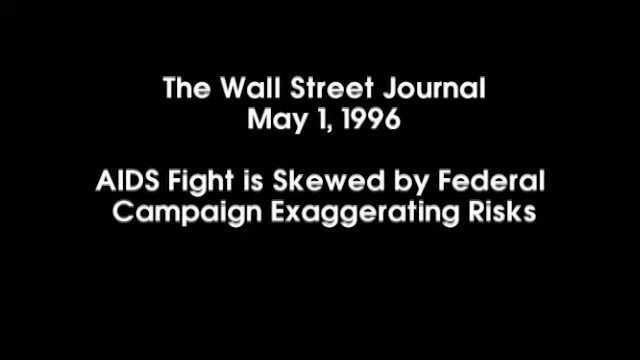 The Wall Street Journal
May 1, 1996
AIDS Fight is Skewed by Federal
Campaign Exaggerating Risks